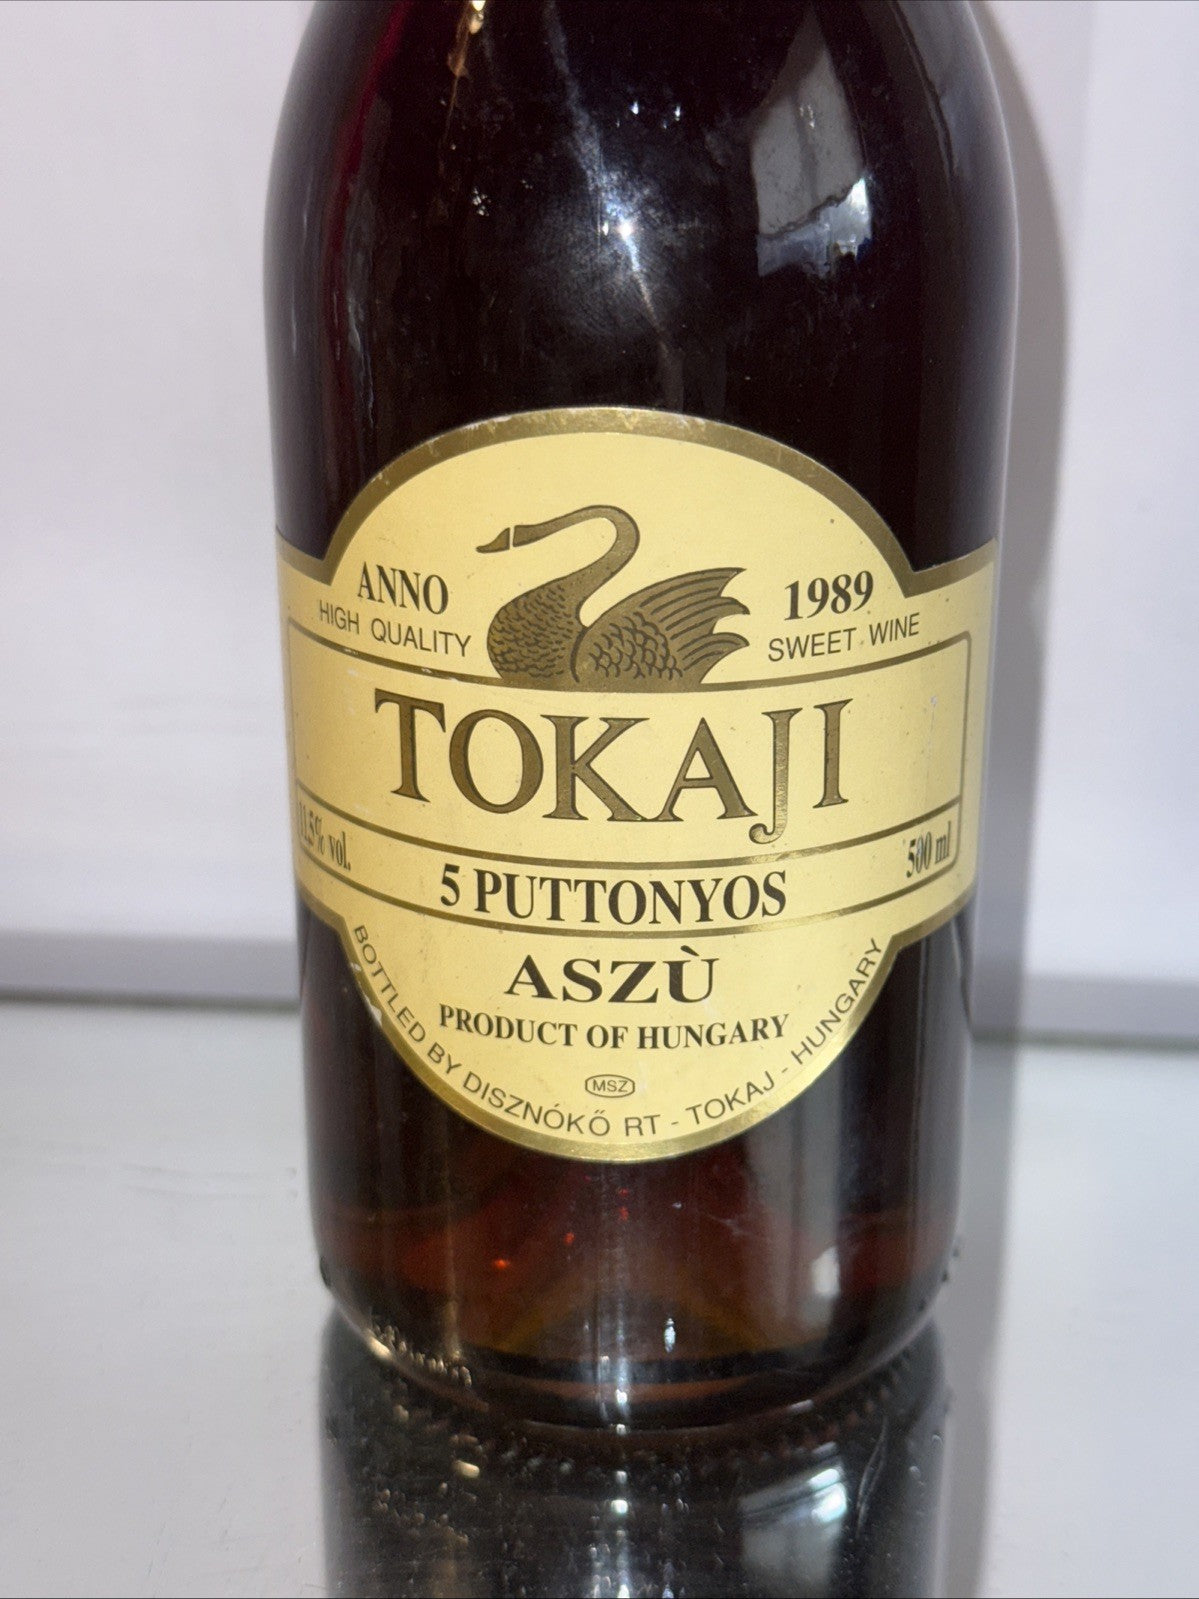 ANNO 1989
HIGH QUALITY SWEET WINE
TOKAJI
11,5% vol. 500 ml
5 PUTTONYOS
ASZÙ
PRODUCT OF HUNGARY
MSZ
BOTTLED BY DISZNÓKŐ RT - TOKAJ - HUNGARY